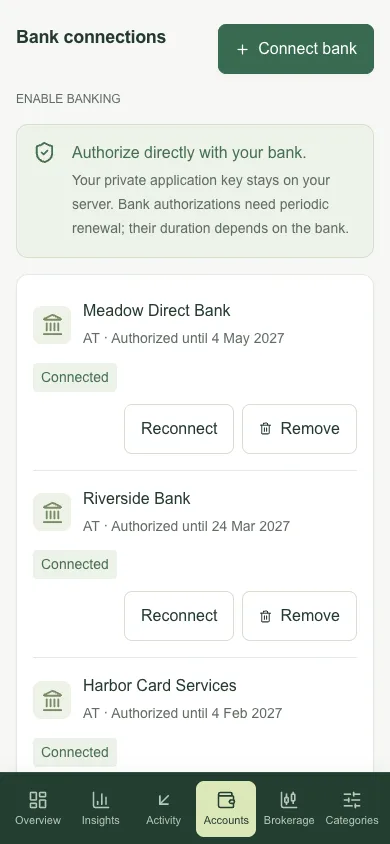 Bank connections
+ Connect bank
ENABLE BANKING
Authorize directly with your bank.
Your private application key stays on your
server. Bank authorizations need periodic
renewal; their duration depends on the bank.
Meadow Direct Bank
AT · Authorized until 4 May 2027
Connected
Reconnect Remove
Riverside Bank
AT · Authorized until 24 Mar 2027
Connected
Reconnect Remove
Harbor Card Services
AT · Authorized until 4 Feb 2027
Connected
Overview Insights Activity Accounts Brokerage Categories